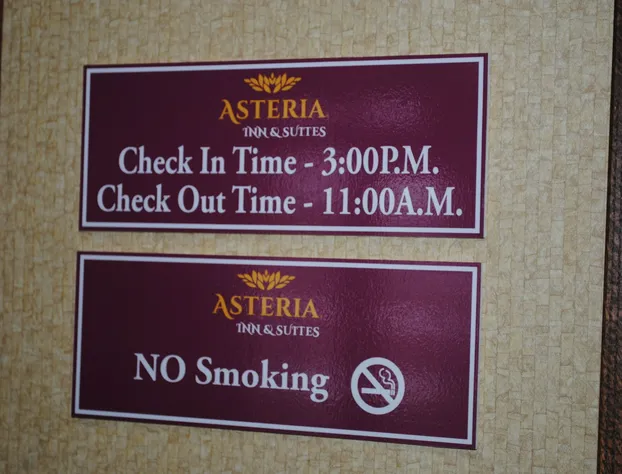 ASTERIA
INN & SUITES
Check In Time - 3:00P.M.
Check Out Time - 11:00A.M.
ASTERIA
INN & SUITES
NO Smoking